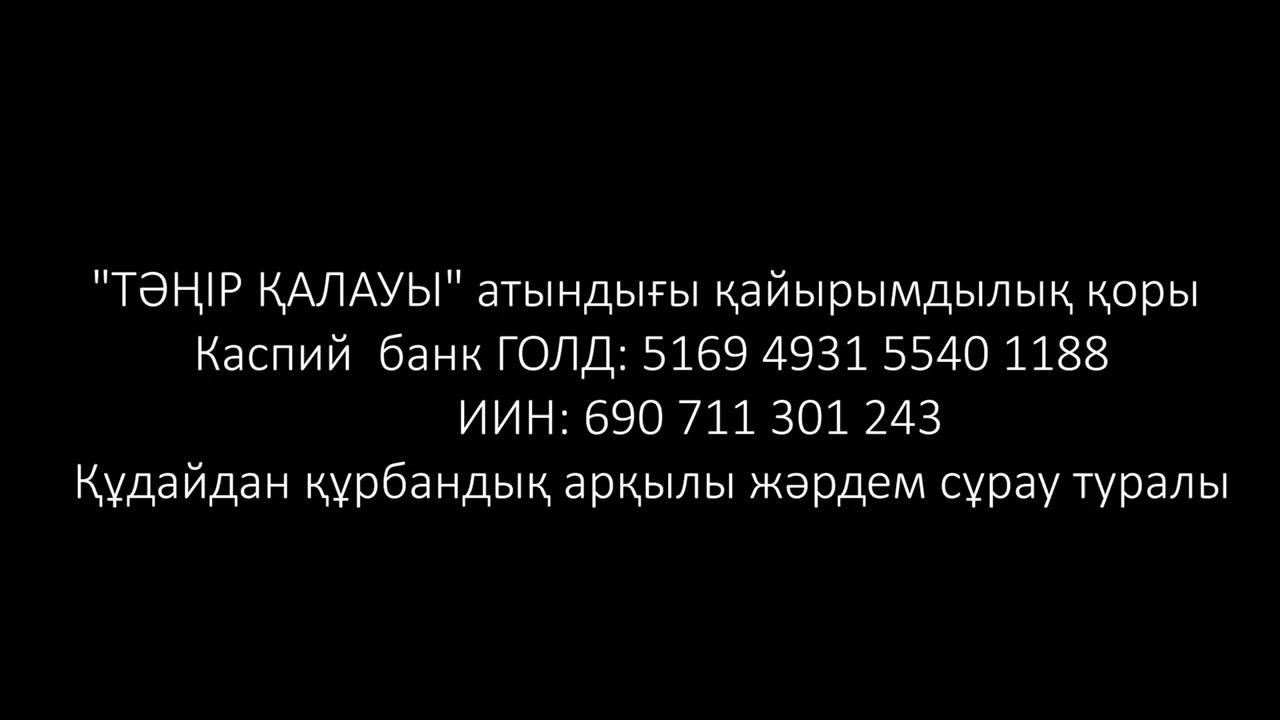 "ТӘҢІР ҚАЛАУЫ" атындығы қайырымдылық қоры
Каспий банк ГОЛД: 5169 4931 5540 1188
ИИН: 690 711 301 243
Құдайдан құрбандық арқылы жәрдем сұрау туралы